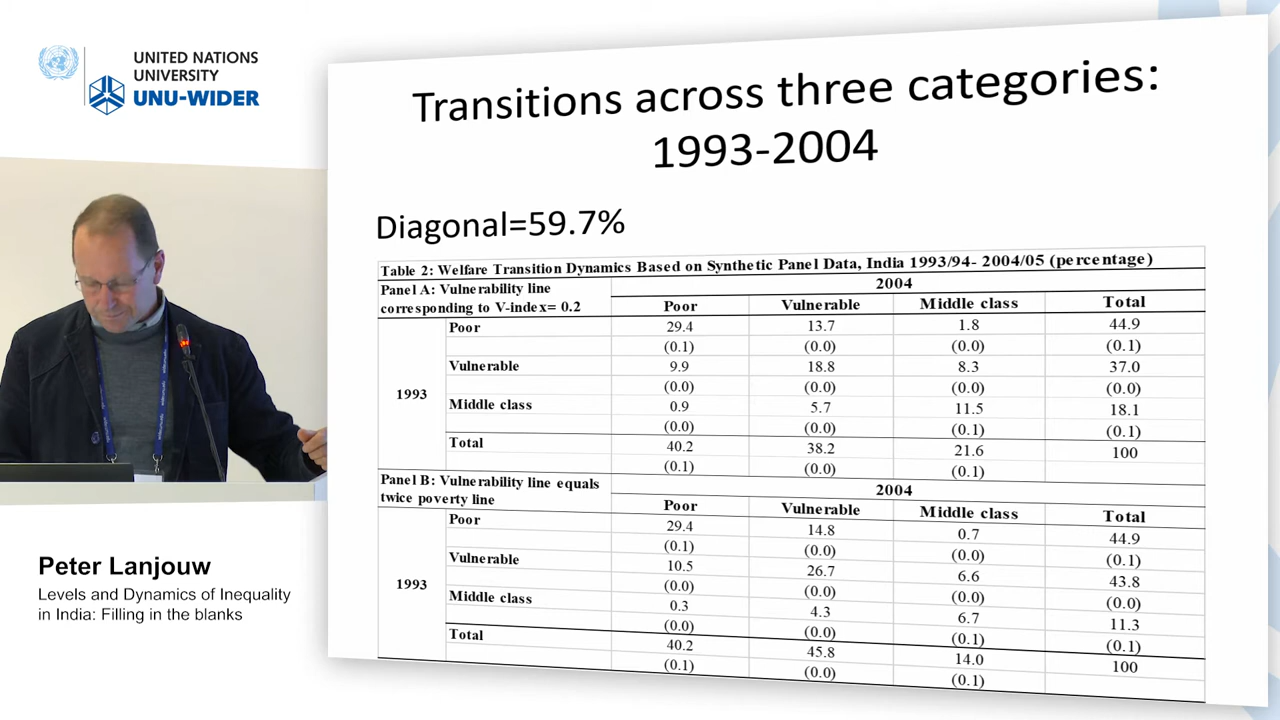 UNITED NATIONS
UNIVERSITY
UNU-WIDER
Transitions across three categories:
1993-2004
Diagonal=59.7%
Table 2: Welfare Transition Dynamics Based on Synthetic Panel Data, India 1993/94- 2004/05 (percentage)
Panel A: Vulnerability line
corresponding to V-index= 0.2
2004
Poor Vulnerable Middle class Total
1993
Poor 29.4 13.7 1.8 44.9
(0.1) (0.0) (0.0) (0.1)
Vulnerable 9.9 18.8 8.3 37.0
(0.0) (0.0) (0.0) (0.0)
Middle class 0.9 5.7 11.5 18.1
(0.0) (0.0) (0.1) (0.1)
Total 40.2 38.2 21.6 100
(0.1) (0.0) (0.1)
Panel B: Vulnerability line equals
twice poverty line
2004
Poor Vulnerable Middle class Total
1993
Poor 29.4 14.8 0.7 44.9
(0.1) (0.0) (0.0) (0.1)
Vulnerable 10.5 26.7 6.6 43.8
(0.0) (0.0) (0.0) (0.0)
Middle class 0.3 4.3 6.7 11.3
(0.0) (0.0) (0.1) (0.1)
Total 40.2 45.8 14.0 100
(0.1) (0.0) (0.1)
Peter Lanjouw
Levels and Dynamics of Inequality
in India: Filling in the blanks